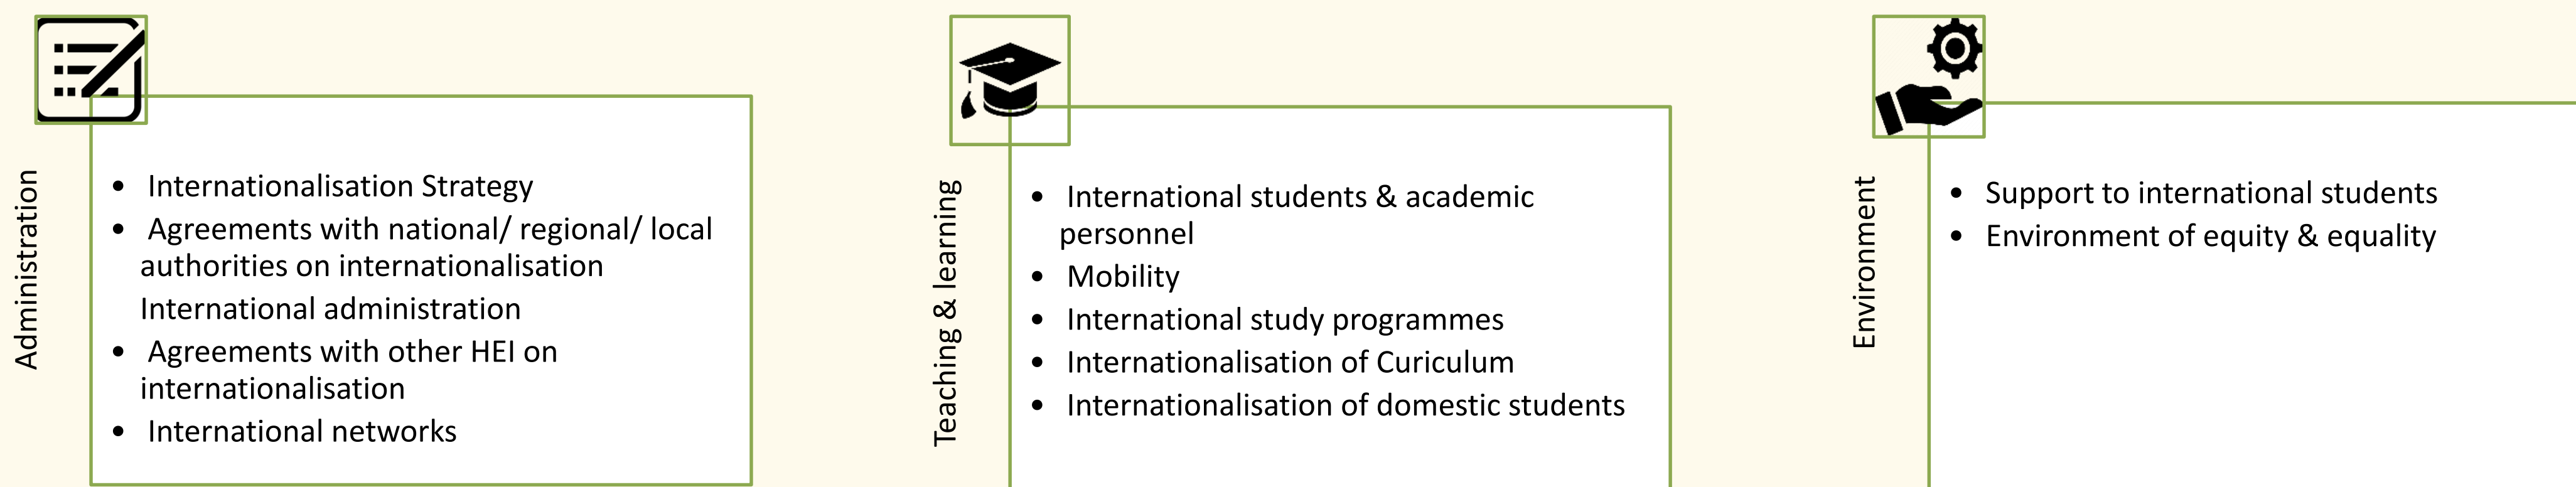 Administration
• Internationalisation Strategy
• Agreements with national/ regional/ local
authorities on internationalisation
International administration
• Agreements with other HEI on
internationalisation
• International networks
Teaching & learning
• International students & academic
personnel
• Mobility
• International study programmes
• Internationalisation of Curiculum
• Internationalisation of domestic students
Environment
• Support to international students
• Environment of equity & equality